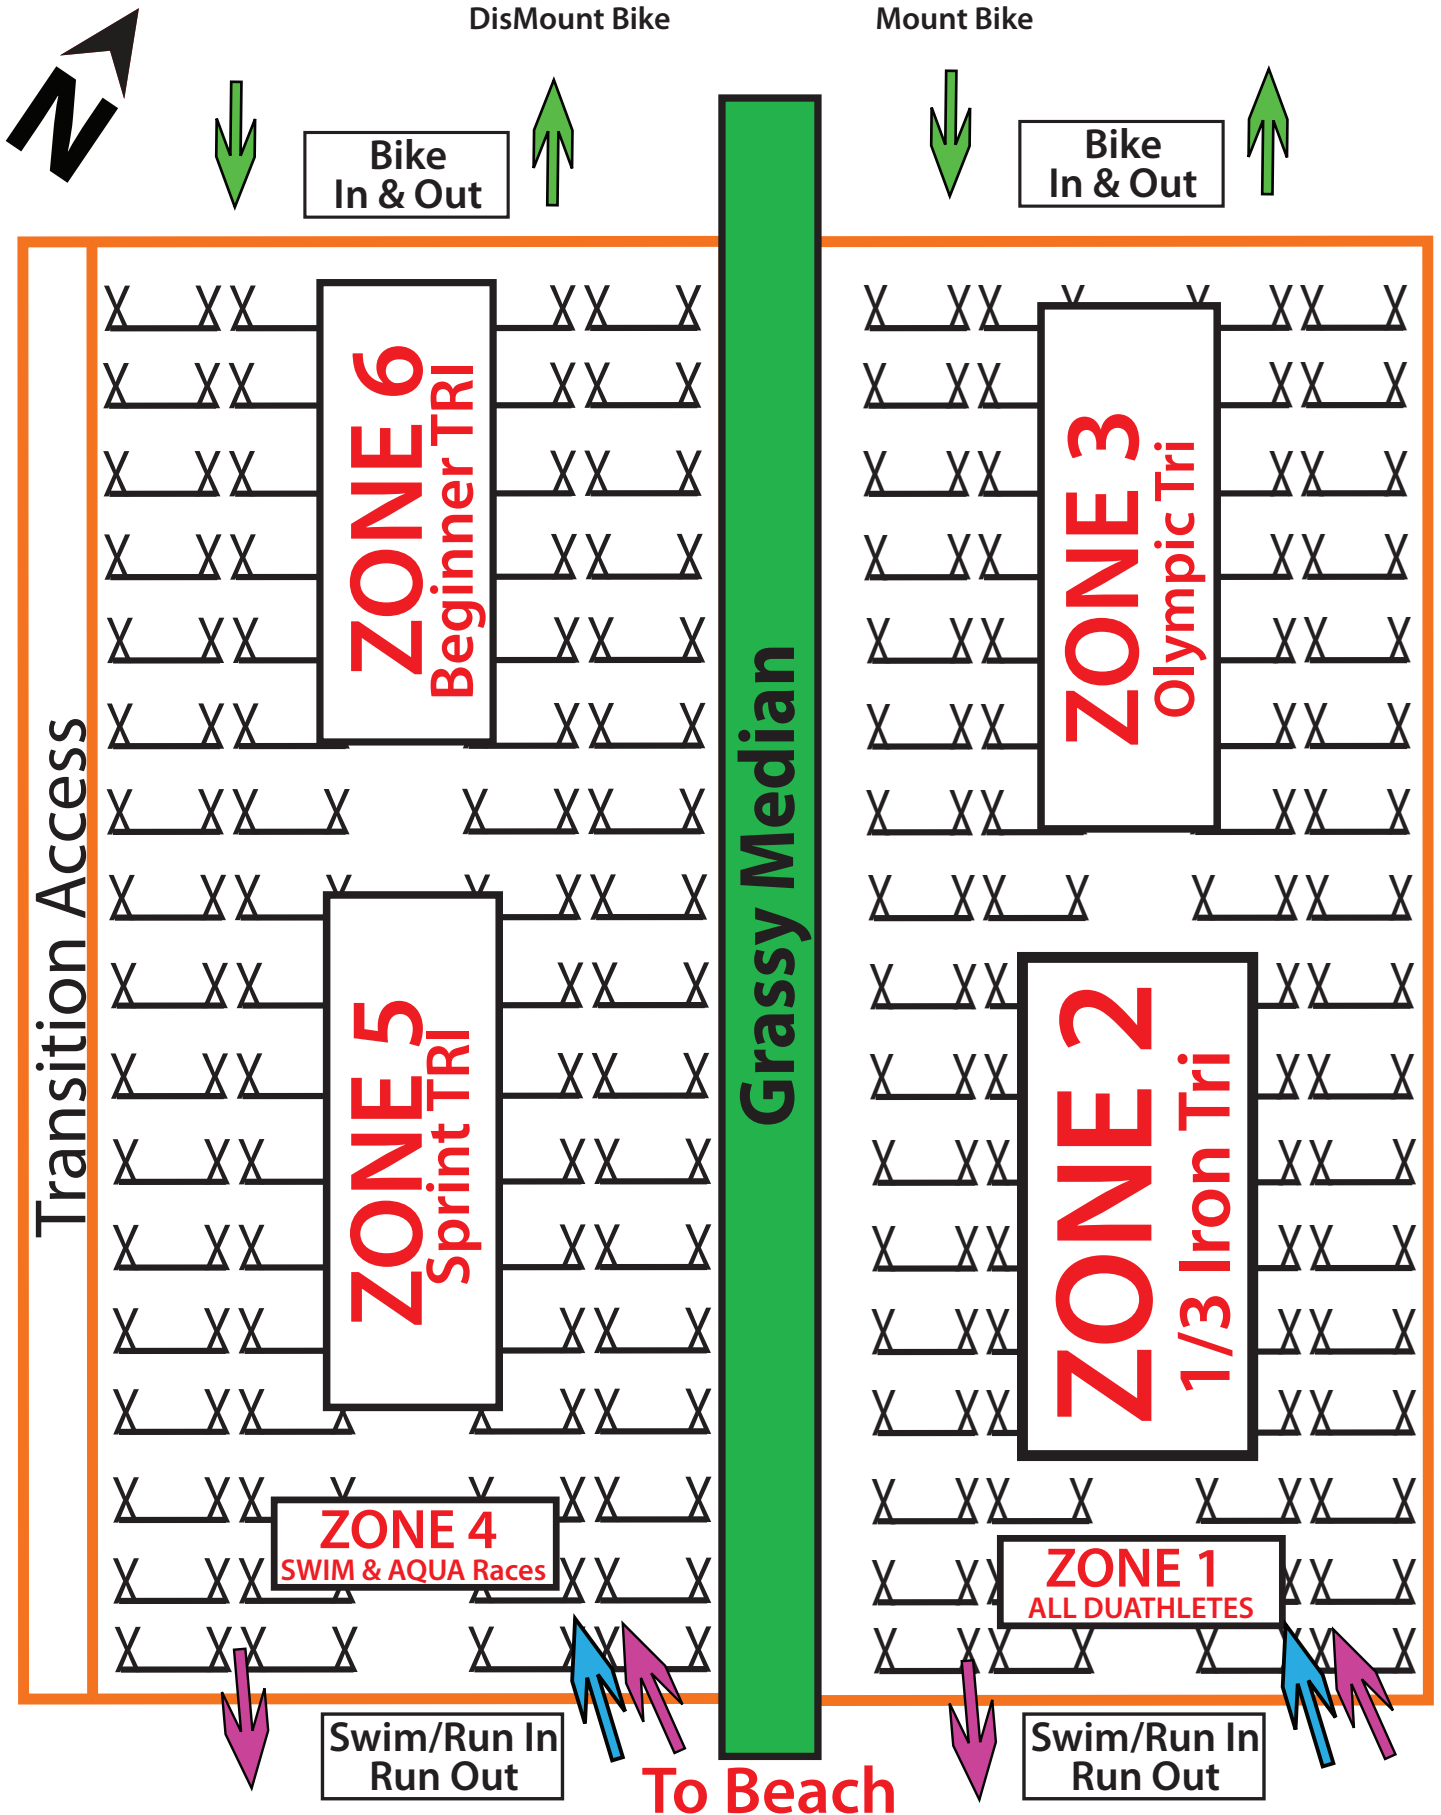 DisMount Bike
Mount Bike
N
Bike
In & Out
Bike
In & Out
ZONE 6
Beginner TRI
ZONE 3
Olympic Tri
Transition Access
Grassy Median
ZONE 5
Sprint TRI
ZONE 2
1/3 Iron Tri
ZONE 4
SWIM & AQUA Races
ZONE 1
ALL DUATHLETES
Swim/Run In
Run Out
Swim/Run In
Run Out
To Beach